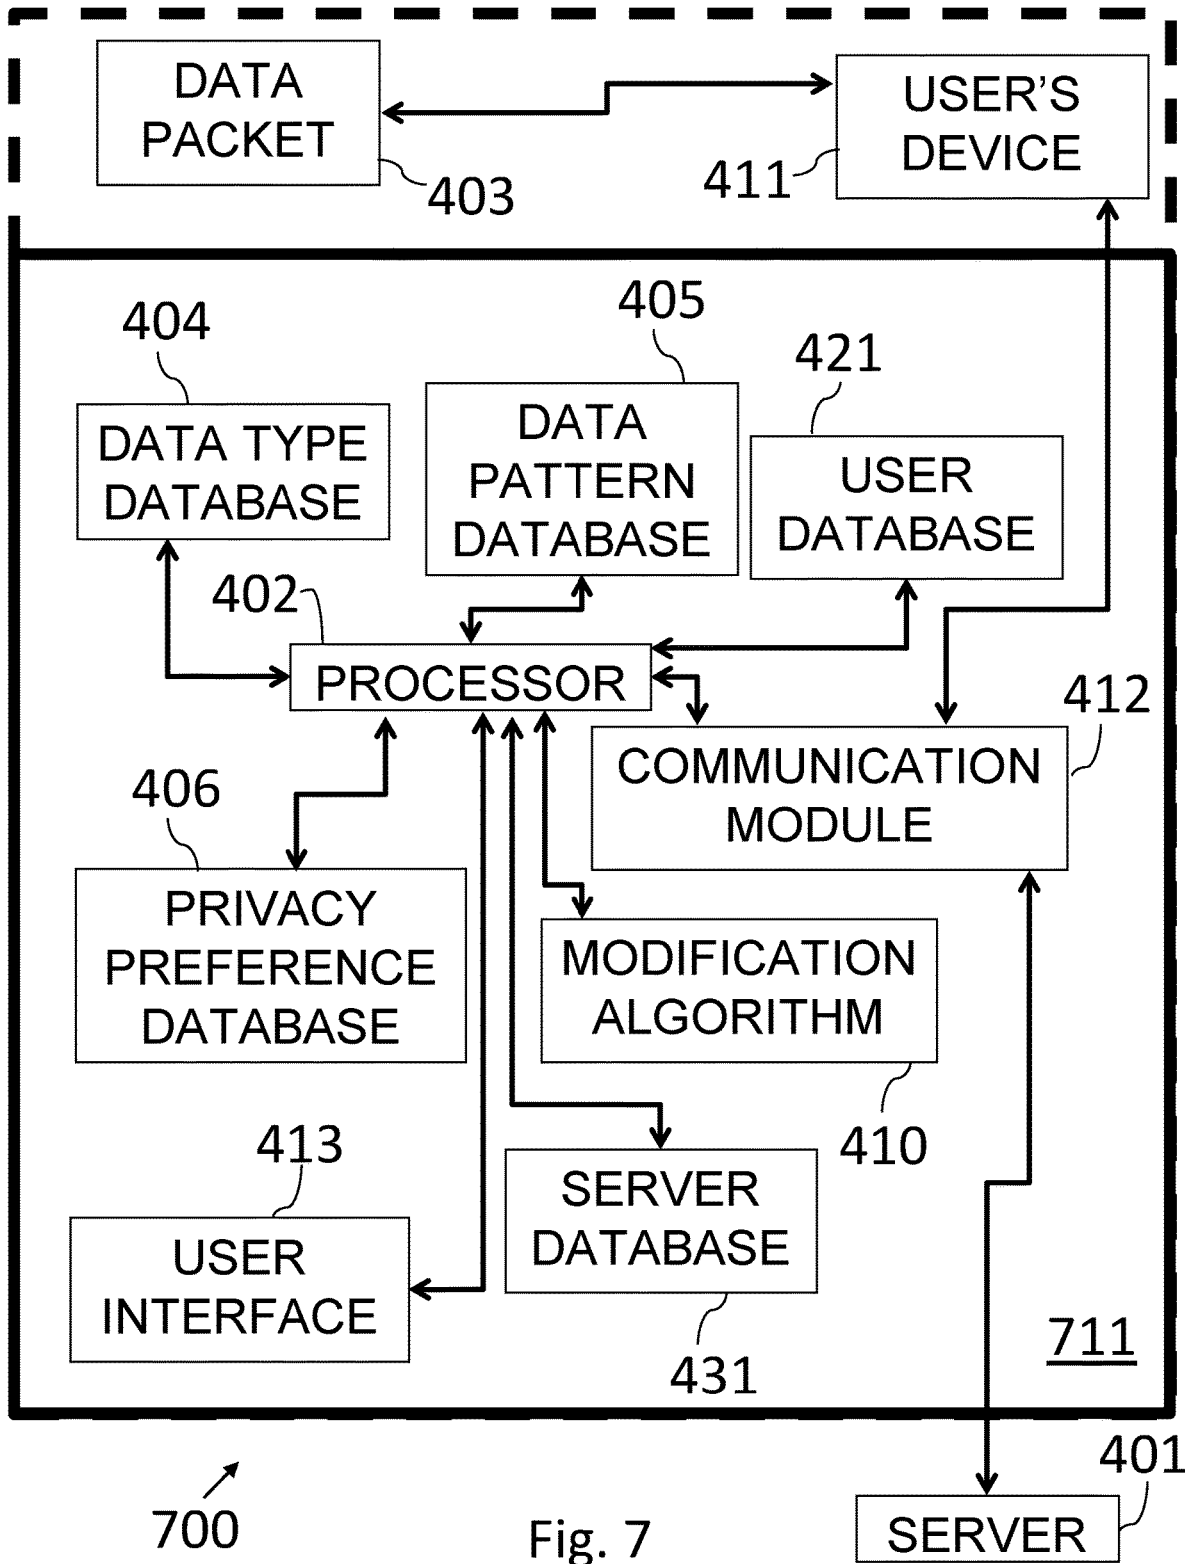 DATA
PACKET
403
USER'S
DEVICE
411
404
DATA TYPE
DATABASE
405
DATA
PATTERN
DATABASE
421
USER
DATABASE
402
PROCESSOR
412
COMMUNICATION
MODULE
406
PRIVACY
PREFERENCE
DATABASE
MODIFICATION
ALGORITHM
410
413
USER
INTERFACE
SERVER
DATABASE
431
711
401
SERVER
700
Fig. 7